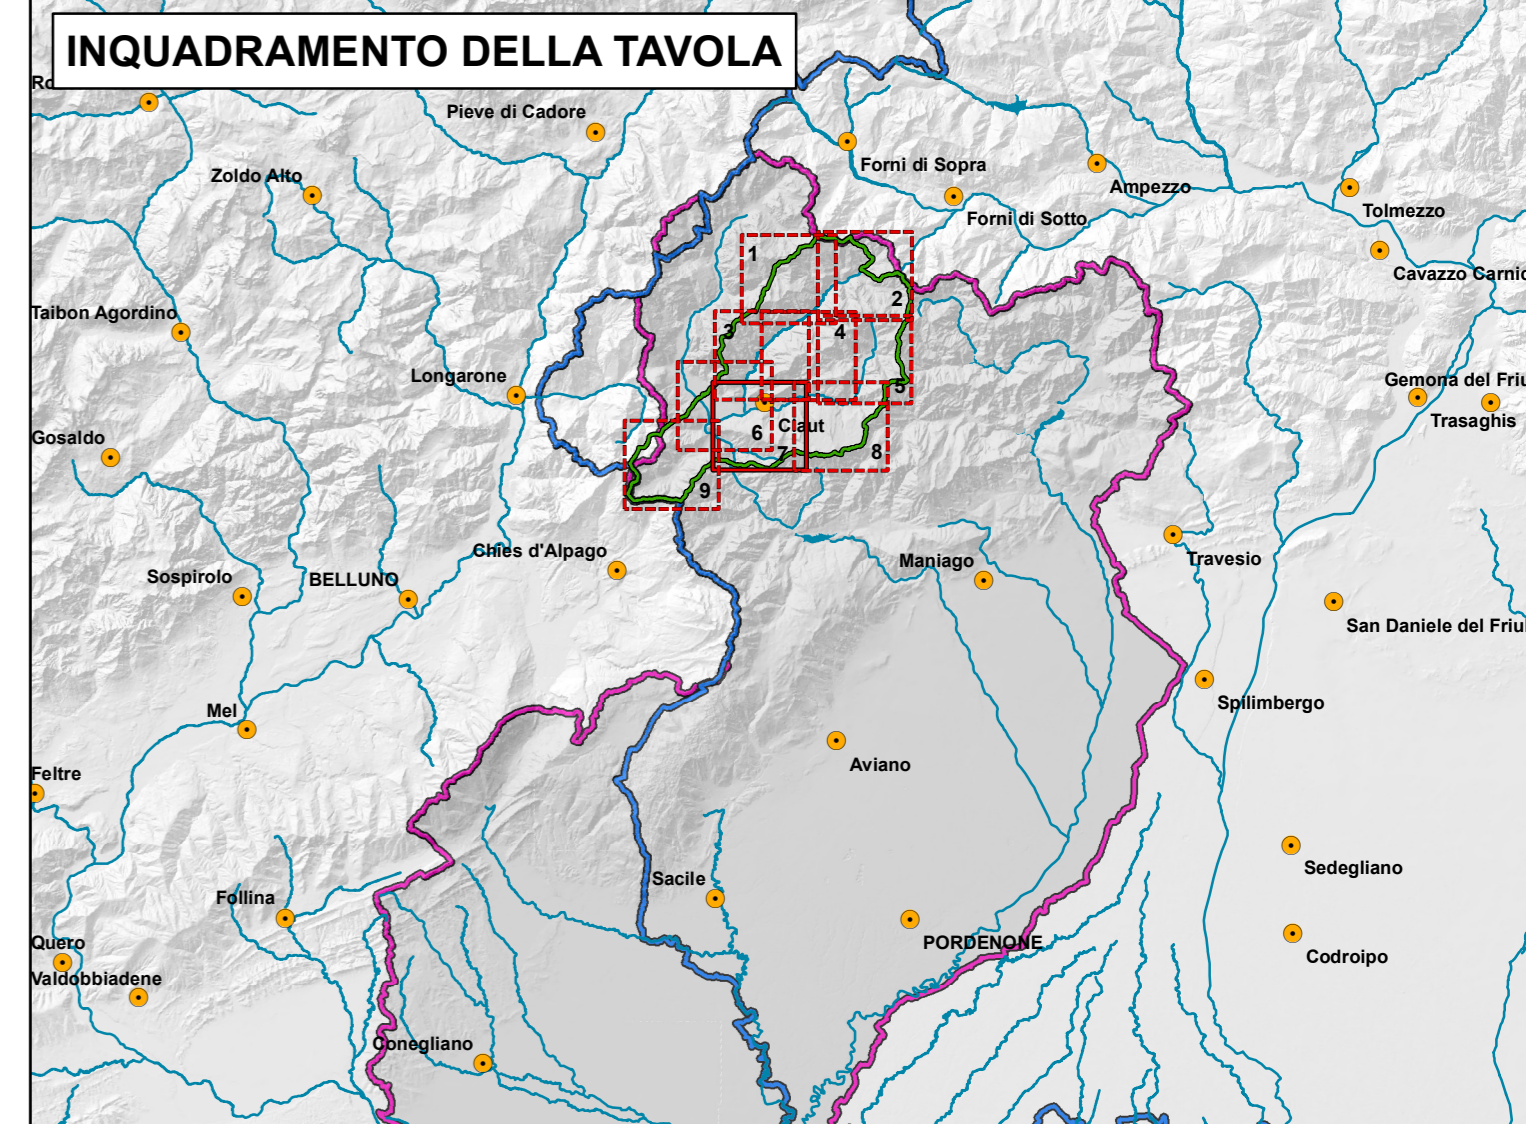 INQUADRAMENTO DELLA TAVOLA
Ro
Pieve di Cadore
Forni di Sopra
Zoldo Alto
Ampezzo
Forni di Sotto
Tolmezzo
1
Cavazzo Carnic
2
Taibon Agordino
3
4
Longarone
5
Gemona del Friu
Trasaghis
Claut
6
Gosaldo
7
8
9
Chies d'Alpago
Maniago
Travesio
Sospirolo
BELLUNO
San Daniele del Friu
Mel
Spilimbergo
Aviano
Feltre
Sedegliano
Sacile
Follina
PORDENONE
Quero
Codroipo
Valdobbiadene
Conegliano